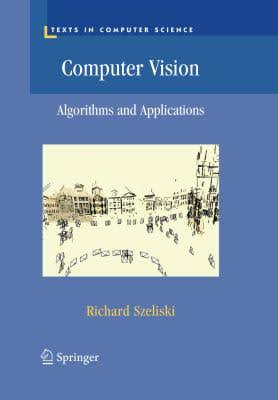 TEXTS IN COMPUTER SCIENCE
Computer Vision
Algorithms and Applications
Richard Szeliski
Springer